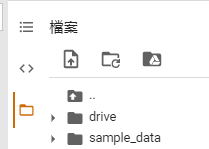 檔案
..
drive
sample_data